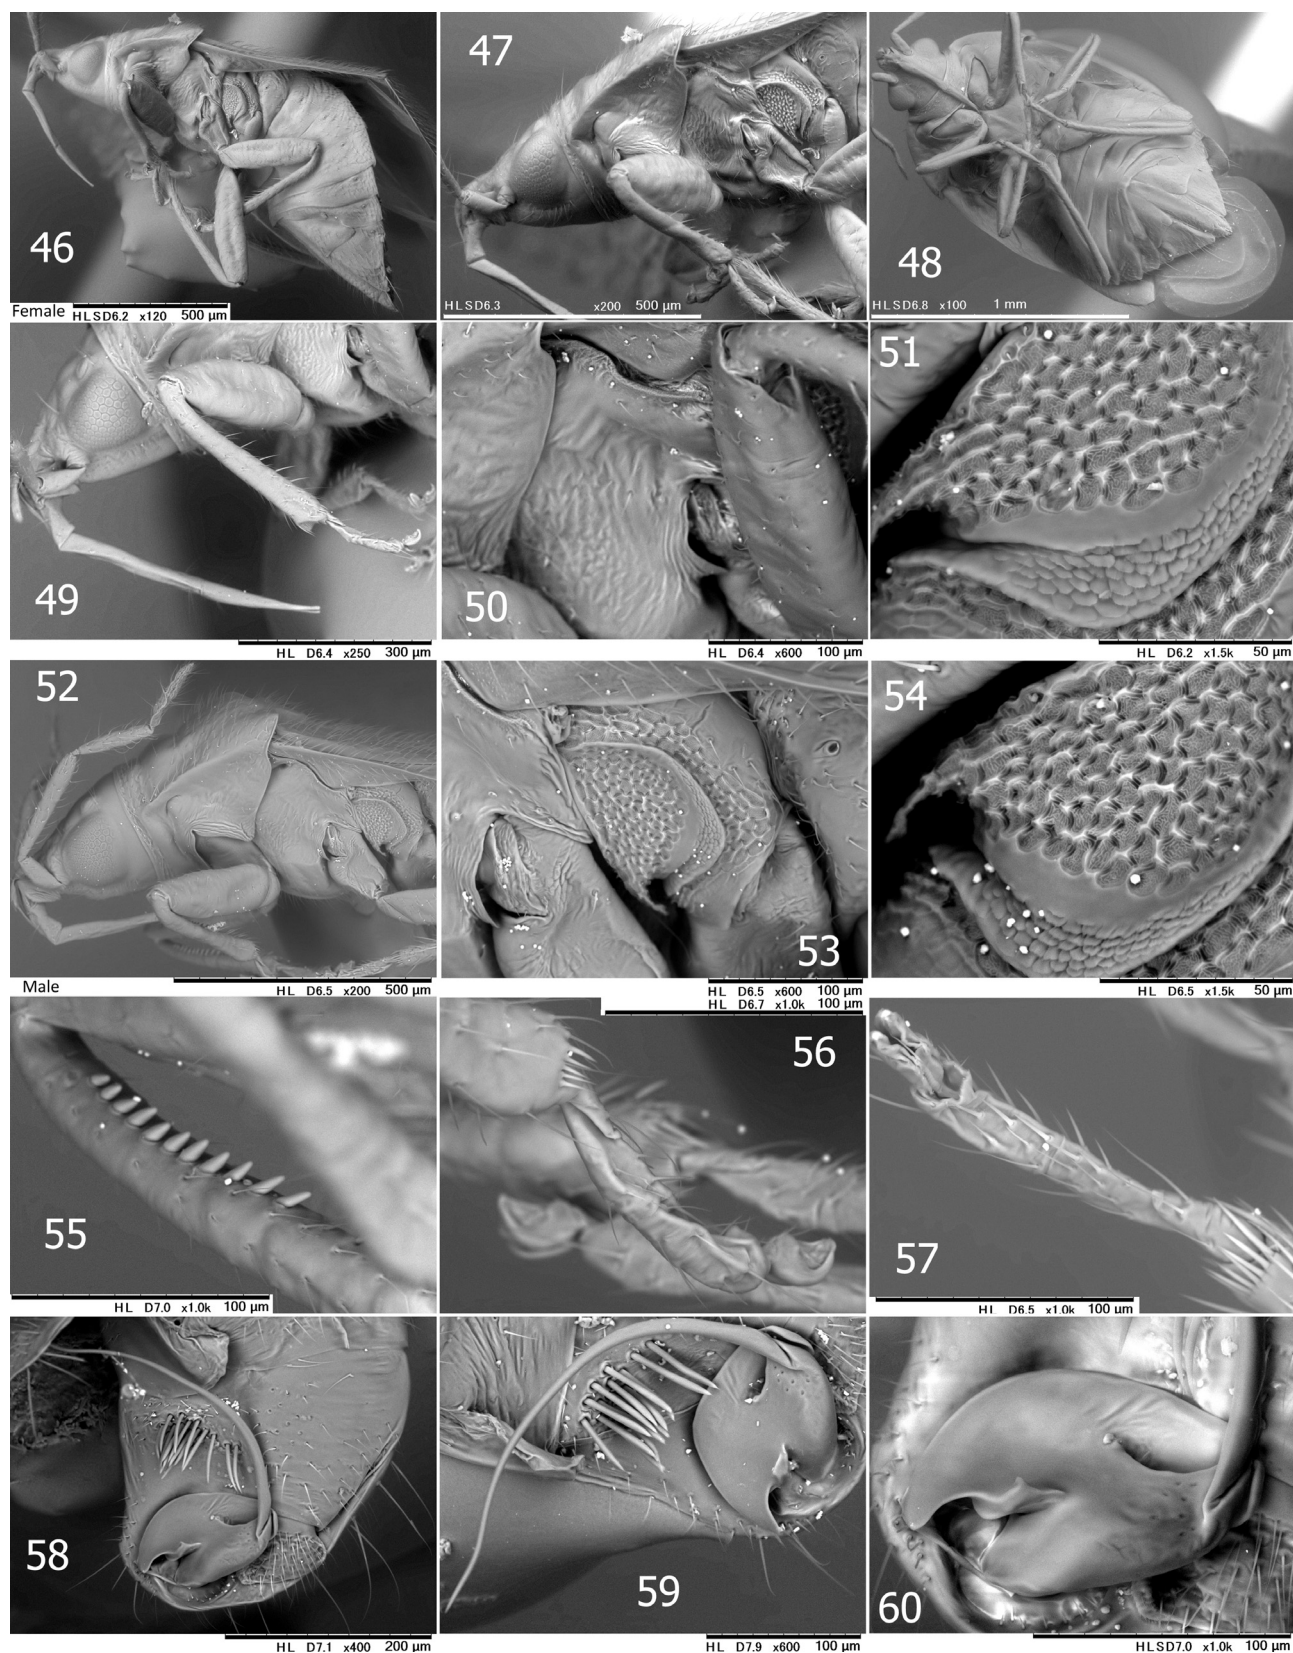 46
Female HLSD6.2 x120 500 µm
47
HLSD6.3 x200 500 µm
48
HLSD6.8 x100 1 mm
49
HL D6.4 x250 300 µm
50
HL D6.4 x600 100 µm
51
HL D6.2 x1.5k 50 µm
52
Male HL D6.5 x200 500 µm
53
HL D6.5 x600 100 µm
54
HL D6.5 x1.5k 50 µm
55
HL D7.0 x1.0k 100 µm
HL D6.7 x1.0k 100 µm
56
57
HL D6.5 x1.0k 100 µm
58
HL D7.1 x400 200 µm
59
HL D7.9 x600 100 µm
60
HLSD7.0 x1.0k 100 µm